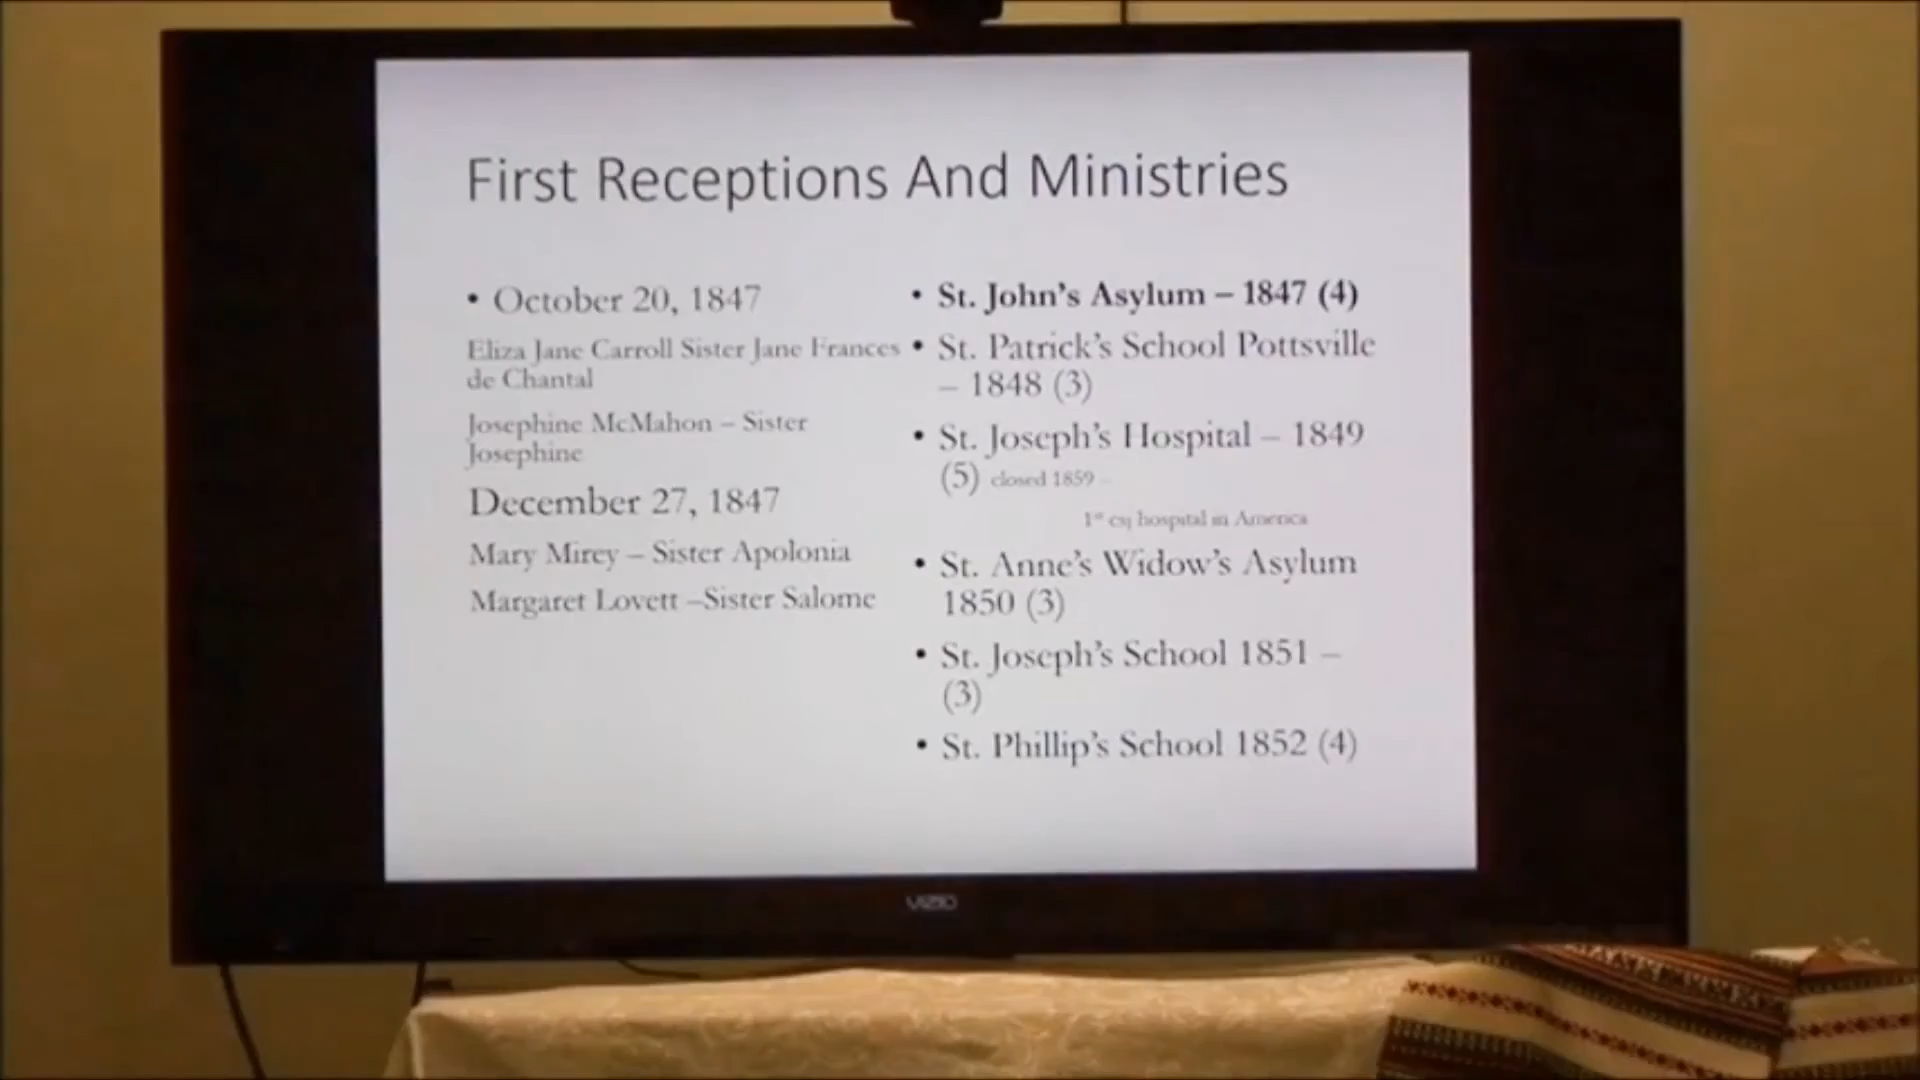 First Receptions And Ministries
• October 20, 1847
Eliza Jane Carroll Sister Jane Frances
de Chantal
Josephine McMahon – Sister
Josephine
December 27, 1847
Mary Mirey – Sister Apolonia
Margaret Lovett –Sister Salome
• St. John's Asylum – 1847 (4)
• St. Patrick's School Pottsville
– 1848 (3)
• St. Joseph's Hospital – 1849
(5) closed 1859 –
1st csj hospital in America
• St. Anne's Widow's Asylum
1850 (3)
• St. Joseph's School 1851 –
(3)
• St. Phillip's School 1852 (4)
VIZIO